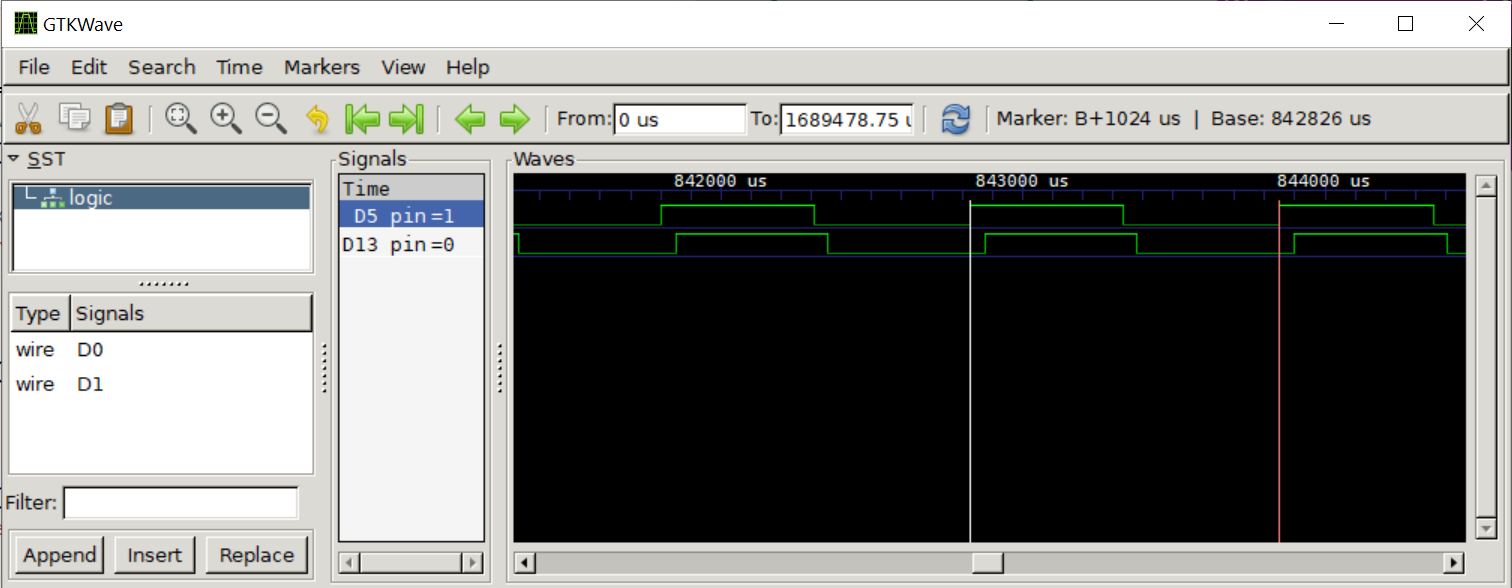 GTKWave
File Edit Search Time Markers View Help
From: 0 us To: 1689478.75 u Marker: B+1024 us | Base: 842826 us
SST
logic
Type Signals
wire D0
wire D1
Filter:
Append Insert Replace
Signals
Time
D5 pin=1
D13 pin=0
Waves
842000 us 843000 us 844000 us